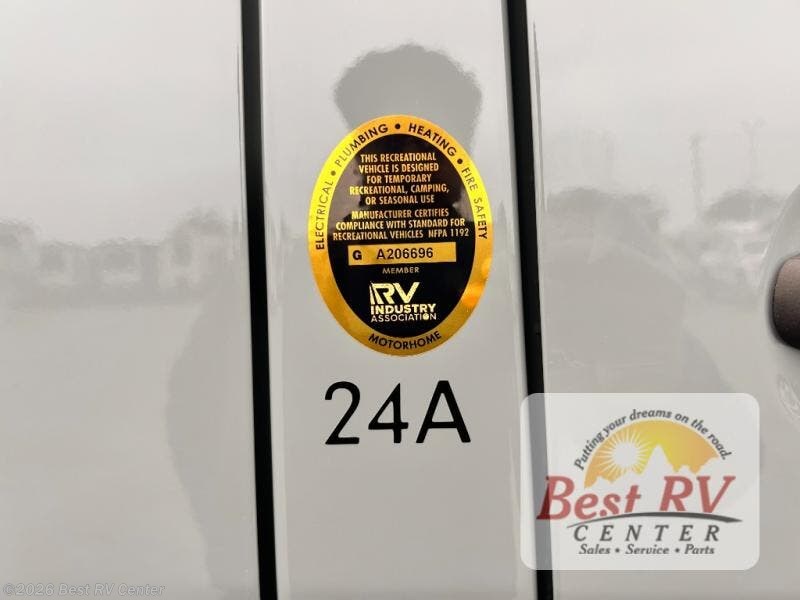 ELECTRICAL • PLUMBING • HEATING • FIRE SAFETY
THIS RECREATIONAL
VEHICLE IS DESIGNED
FOR TEMPORARY
RECREATIONAL, CAMPING,
OR SEASONAL USE
MANUFACTURER CERTIFIES
COMPLIANCE WITH STANDARD FOR
RECREATIONAL VEHICLES NFPA 1192
G A206696
MEMBER
RV
INDUSTRY
ASSOCIATION
MOTORHOME
24A
Putting your dreams on the road.
Best RV
CENTER
Sales • Service • Parts
©2026 Best RV Center